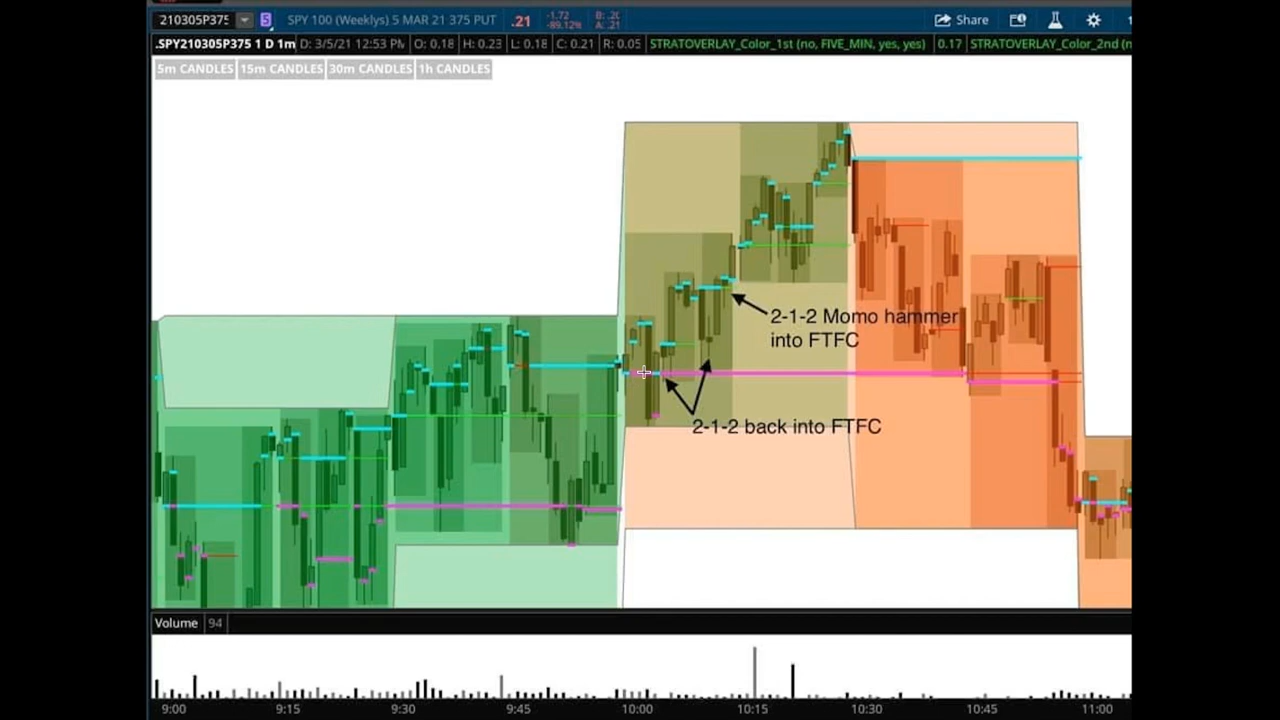 210305P375 5 SPY 100 (Weeklys) 5 MAR 21 375 PUT .21 -1.72 -89.12% B: .20 A: .21 Share
.SPY210305P375 1 D 1m D: 3/5/21 12:53 PM O: 0.18 H: 0.23 L: 0.18 C: 0.21 R: 0.05 STRATOVERLAY_Color_1st (no, FIVE_MIN, yes, yes) 0.17 STRATOVERLAY_Color_2nd (n
5m CANDLES 15m CANDLES 30m CANDLES 1h CANDLES
2-1-2 Momo hammer
into FTFC
2-1-2 back into FTFC
Volume 94
9:00 9:15 9:30 9:45 10:00 10:15 10:30 10:45 11:00